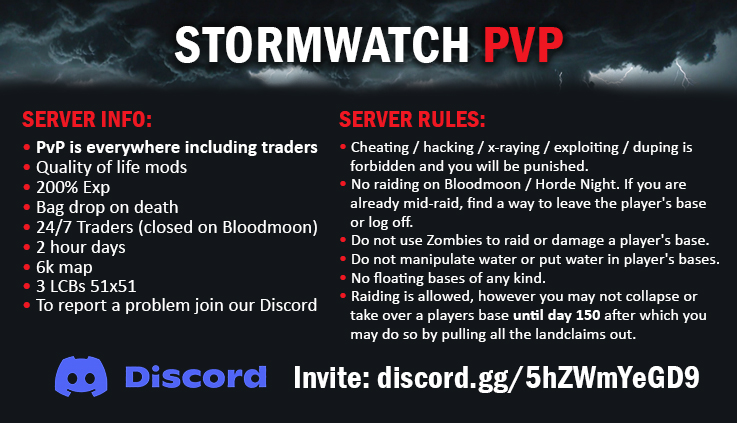 STORMWATCH PVP
SERVER INFO:
• PvP is everywhere including traders
• Quality of life mods
• 200% Exp
• Bag drop on death
• 24/7 Traders (closed on Bloodmoon)
• 2 hour days
• 6k map
• 3 LCBs 51x51
• To report a problem join our Discord
SERVER RULES:
• Cheating / hacking / x-raying / exploiting / duping is
forbidden and you will be punished.
• No raiding on Bloodmoon / Horde Night. If you are
already mid-raid, find a way to leave the player's base
or log off.
• Do not use Zombies to raid or damage a player's base.
• Do not manipulate water or put water in player's bases.
• No floating bases of any kind.
• Raiding is allowed, however you may not collapse or
take over a players base until day 150 after which you
may do so by pulling all the landclaims out.
Discord Invite: discord.gg/5hZWmYeGD9